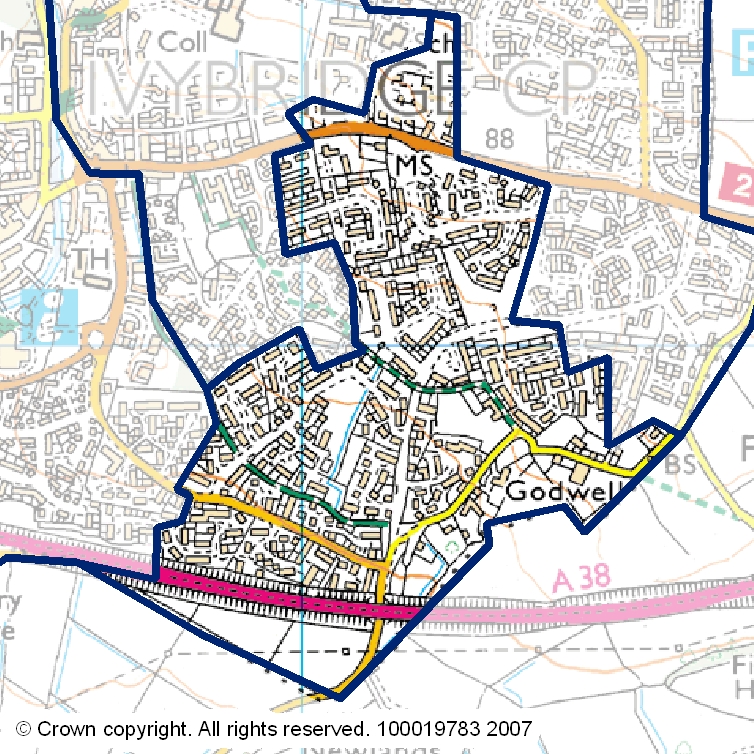 Coll
ch
IVYBRIDGE CP
88
MS
2
TH
BS
Godwell
A 38
ry
e
Fi
H
© Crown copyright. All rights reserved. 100019783 2007
Newlands